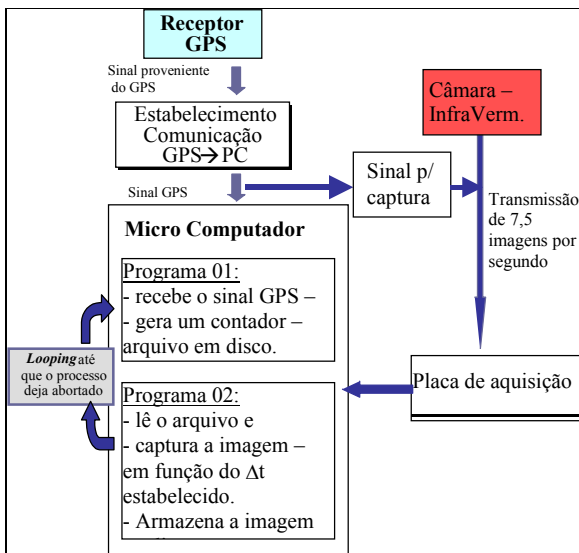 Receptor
GPS
Sinal proveniente
do GPS
Câmara –
InfraVerm.
Estabelecimento
Comunicação
GPS→PC
Sinal p/
captura
Sinal GPS
Transmissão
de 7,5
imagens por
segundo
Micro Computador
Programa 01:
- recebe o sinal GPS –
- gera um contador –
arquivo em disco.
Looping até
que o processo
deja abortado
Placa de aquisição
Programa 02:
- lê o arquivo e
- captura a imagem –
em função do Δt
estabelecido.
- Armazena a imagem